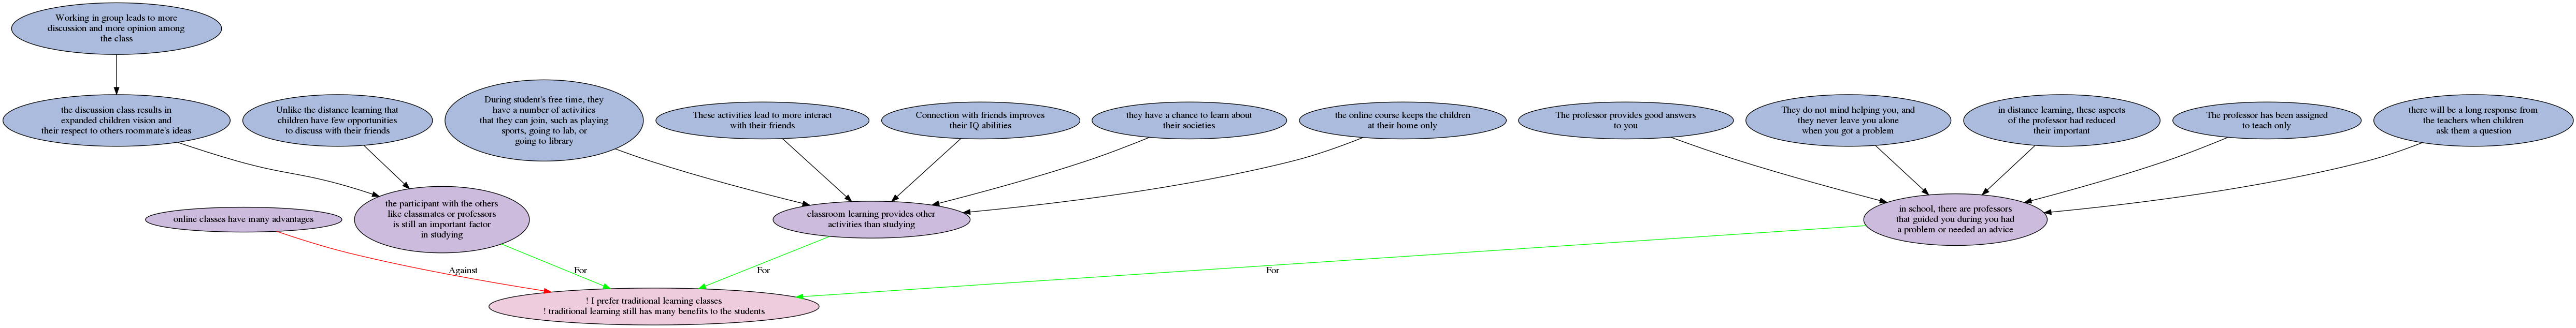 Working in group leads to more
discussion and more opinion among
the class
the discussion class results in
expanded children vision and
their respect to others roommate's ideas
Unlike the distance learning that
children have few opportunities
to discuss with their friends
During student's free time, they
have a number of activities
that they can join, such as playing
sports, going to lab, or
going to library
These activities lead to more interact
with their friends
Connection with friends improves
their IQ abilities
they have a chance to learn about
their societies
the online course keeps the children
at their home only
The professor provides good answers
to you
They do not mind helping you, and
they never leave you alone
when you got a problem
in distance learning, these aspects
of the professor had reduced
their important
The professor has been assigned
to teach only
there will be a long response from
the teachers when children
ask them a question
online classes have many advantages
the participant with the others
like classmates or professors
is still an important factor
in studying
classroom learning provides other
activities than studying
in school, there are professors
that guided you during you had
a problem or needed an advice
Against
For
For
For
! I prefer traditional learning classes
! traditional learning still has many benefits to the students